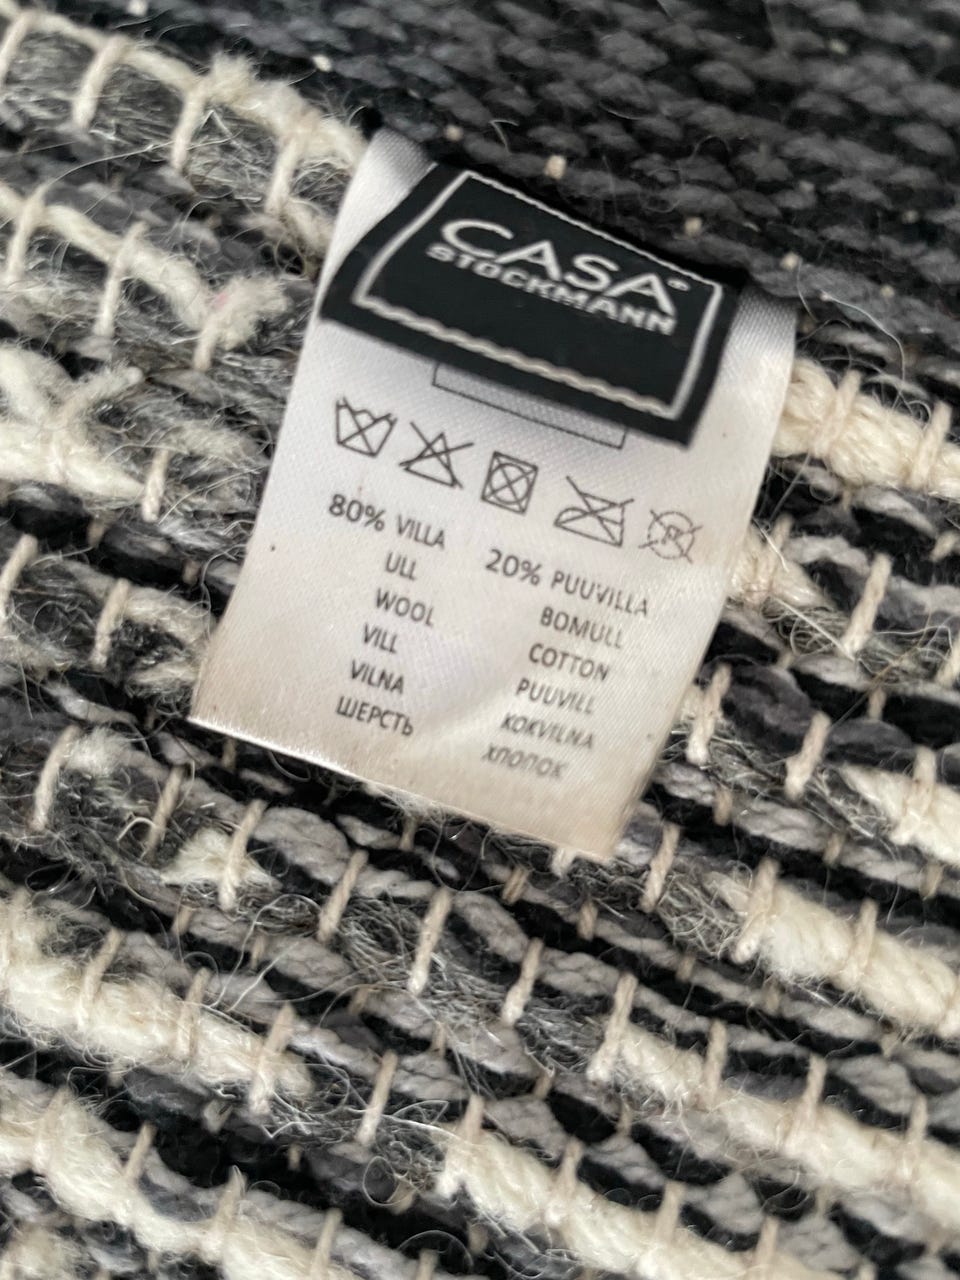 CASA®
STOCKMANN
80% VILLA
ULL
WOOL
VILL
VILNA
ШЕРСТЬ
20% PUUVILLA
BOMULL
COTTON
PUUVILL
KOKVILNA
ХЛОПОК